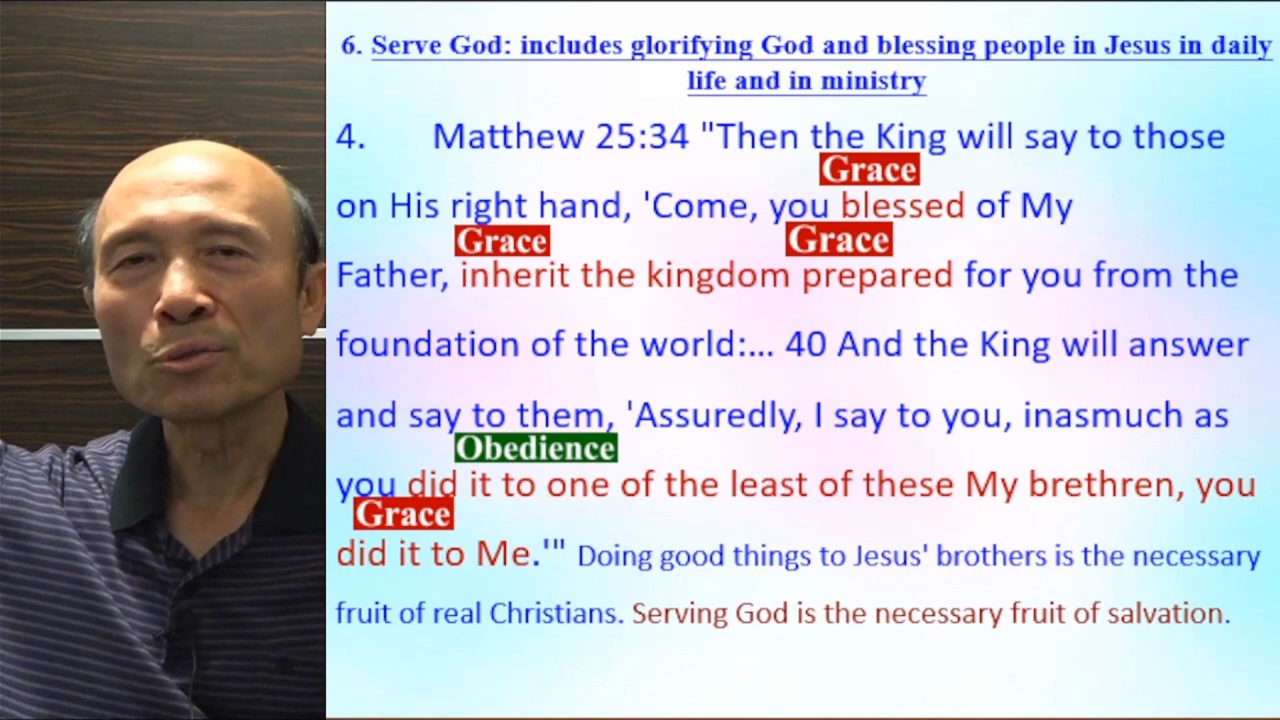 6. Serve God: includes glorifying God and blessing people in Jesus in daily
life and in ministry
4. Matthew 25:34 "Then the King will say to those
Grace
on His right hand, 'Come, you blessed of My
Grace Grace
Father, inherit the kingdom prepared for you from the
foundation of the world:... 40 And the King will answer
and say to them, 'Assuredly, I say to you, inasmuch as
Obedience
you did it to one of the least of these My brethren, you
Grace
did it to Me.'" Doing good things to Jesus' brothers is the necessary
fruit of real Christians. Serving God is the necessary fruit of salvation.